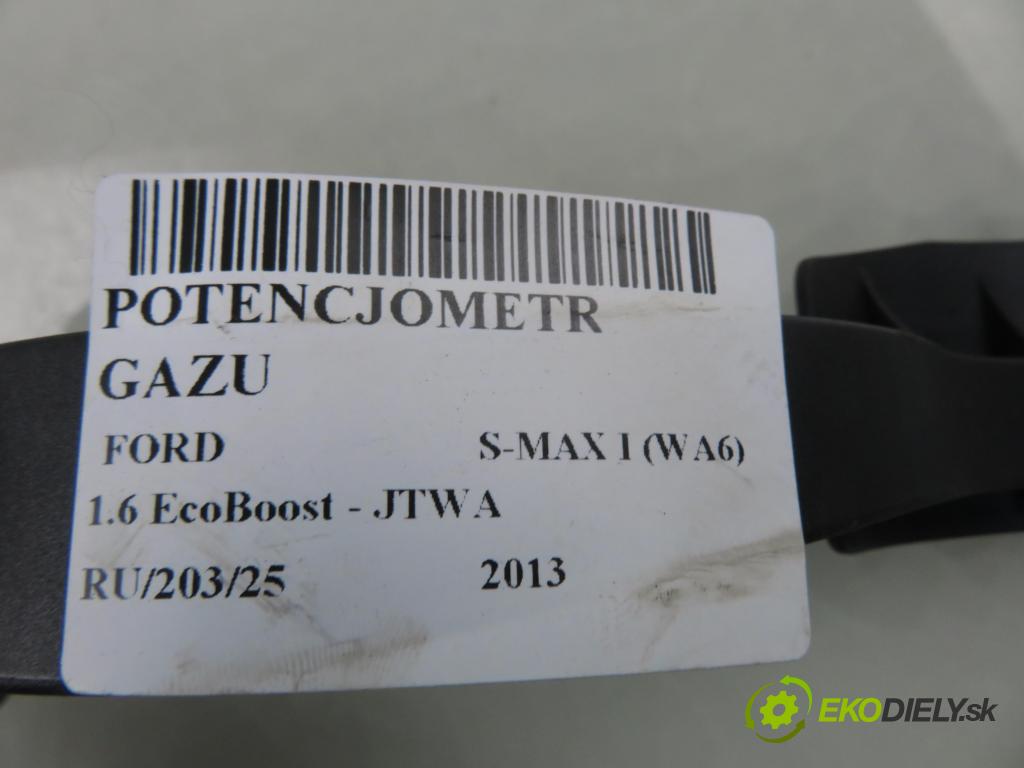 POTENCJOMETR
GAZU
FORD S-MAX I (WA6)
1.6 EcoBoost - JTWA
RU/203/25 2013
EKODIELY.sk